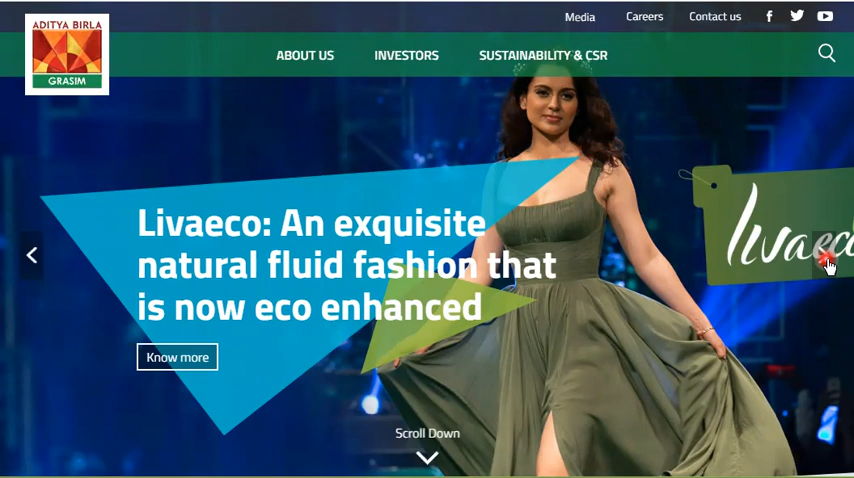 Media Careers Contact us
ADITYA BIRLA
GRASIM
ABOUT US INVESTORS SUSTAINABILITY & CSR
Livaeco: An exquisite
natural fluid fashion that
is now eco enhanced
Livaeco
Know more
Scroll Down